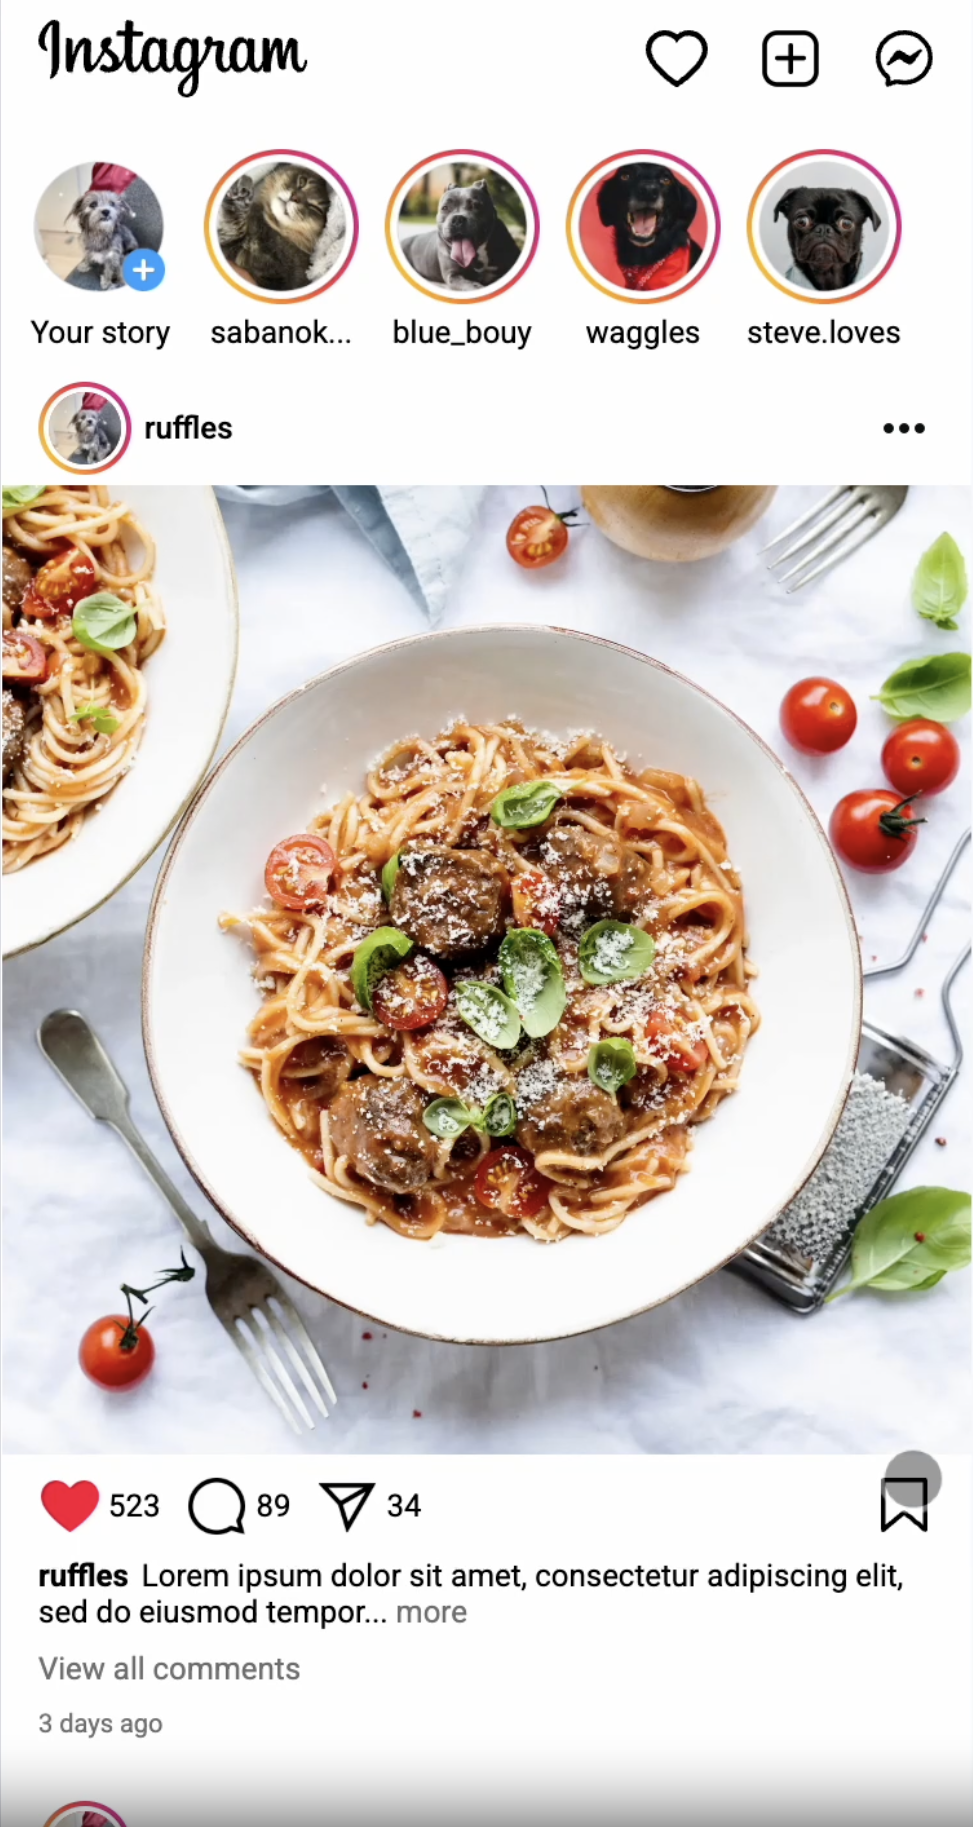 Instagram
Your story
sabanok...
blue_bouy
waggles
steve.loves
ruffles
523
89
34
ruffles Lorem ipsum dolor sit amet, consectetur adipiscing elit,
sed do eiusmod tempor... more
View all comments
3 days ago